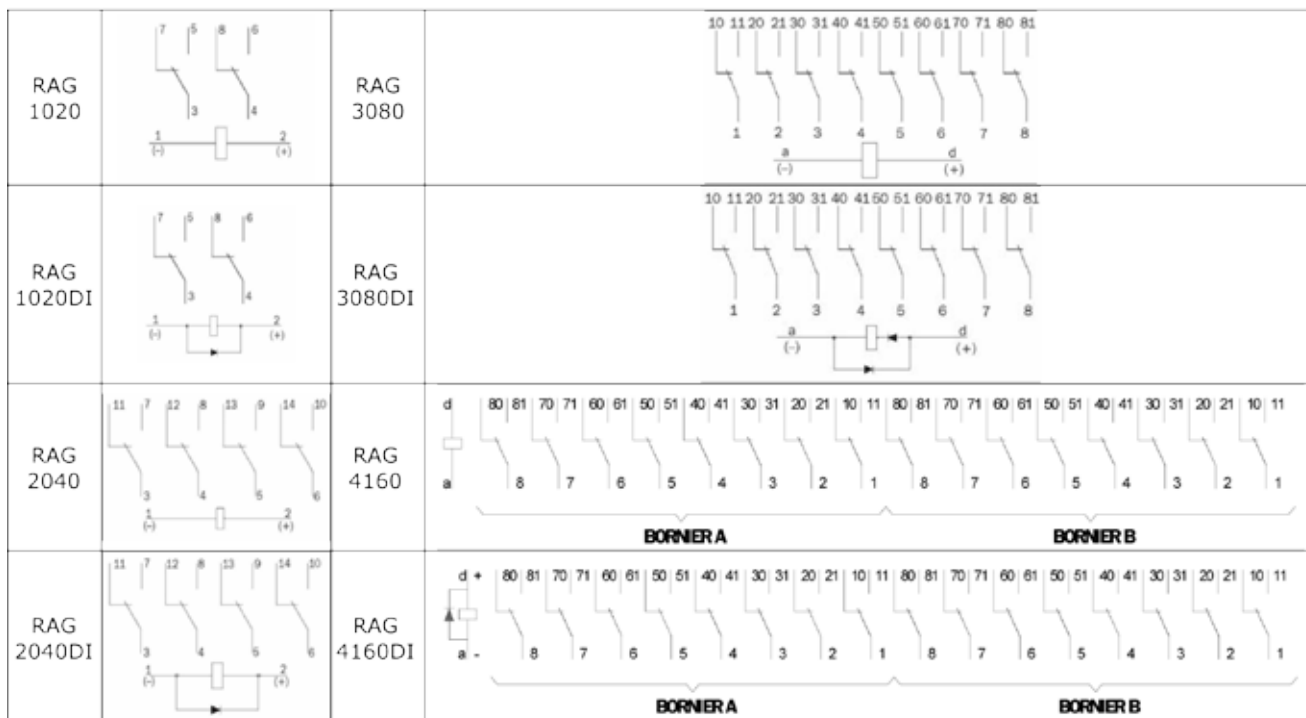 RAG
1020
7 5 8 6
3 4
1 2
(-) (+)
RAG
3080
10 11 20 21 30 31 40 41 50 51 60 61 70 71 80 81
1 2 3 4 5 6 7 8
a d
(-) (+)
RAG
1020DI
7 5 8 6
3 4
1 2
(-) (+)
RAG
3080DI
10 11 20 21 30 31 40 41 50 51 60 61 70 71 80 81
1 2 3 4 5 6 7 8
a d
(-) (+)
RAG
2040
11 7 12 8 13 9 14 10
3 4 5 6
1 2
(-) (+)
RAG
4160
d 80 81 70 71 60 61 50 51 40 41 30 31 20 21 10 11 80 81 70 71 60 61 50 51 40 41 30 31 20 21 10 11
a 8 7 6 5 4 3 2 1 8 7 6 5 4 3 2 1
BORNIER A BORNIER B
RAG
2040DI
11 7 12 8 13 9 14 10
3 4 5 6
1 2
(-) (+)
RAG
4160DI
d + 80 81 70 71 60 61 50 51 40 41 30 31 20 21 10 11 80 81 70 71 60 61 50 51 40 41 30 31 20 21 10 11
a - 8 7 6 5 4 3 2 1 8 7 6 5 4 3 2 1
BORNIER A BORNIER B